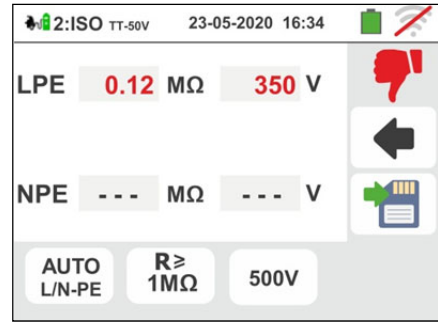 2:ISO TT-50V 23-05-2020 16:34
LPE 0.12 MΩ 350 V
NPE - - - MΩ - - - V
AUTO
L/N-PE
R≥
1MΩ
500V